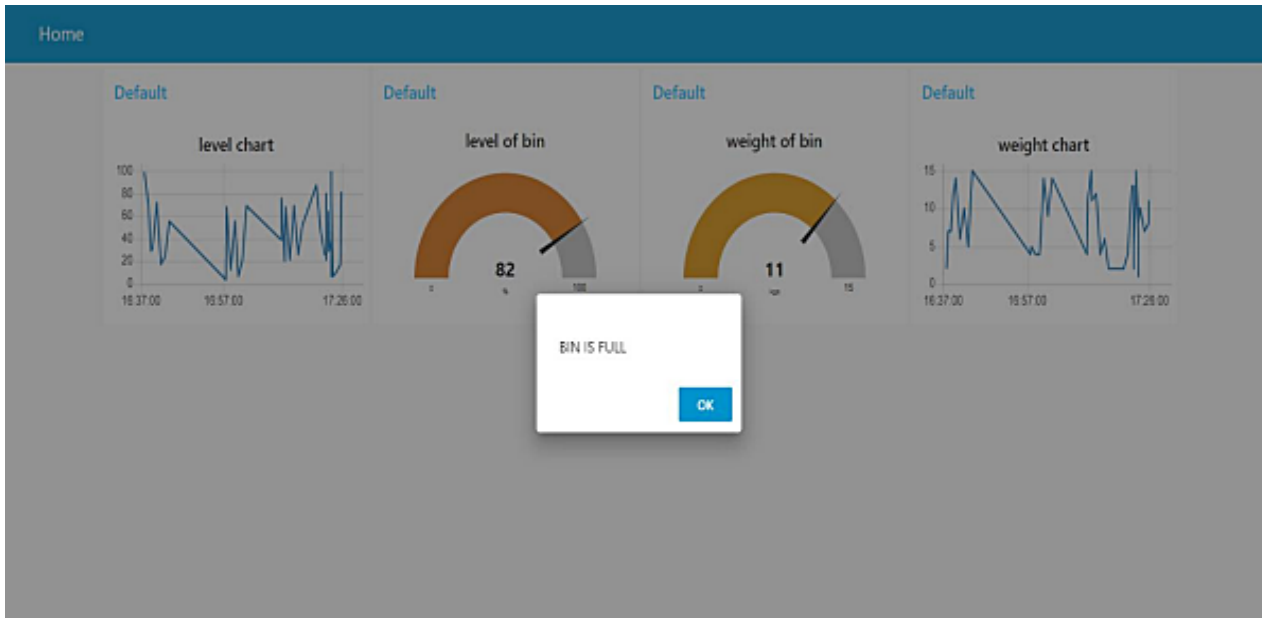 Home
Default
level chart
100
80
60
40
20
0
16:37:00 16:57:00 17:26:00
Default
level of bin
82
0 % 100
Default
weight of bin
11
0 15
Default
weight chart
15
10
5
0
16:37:00 16:57:00 17:26:00
BIN IS FULL
OK